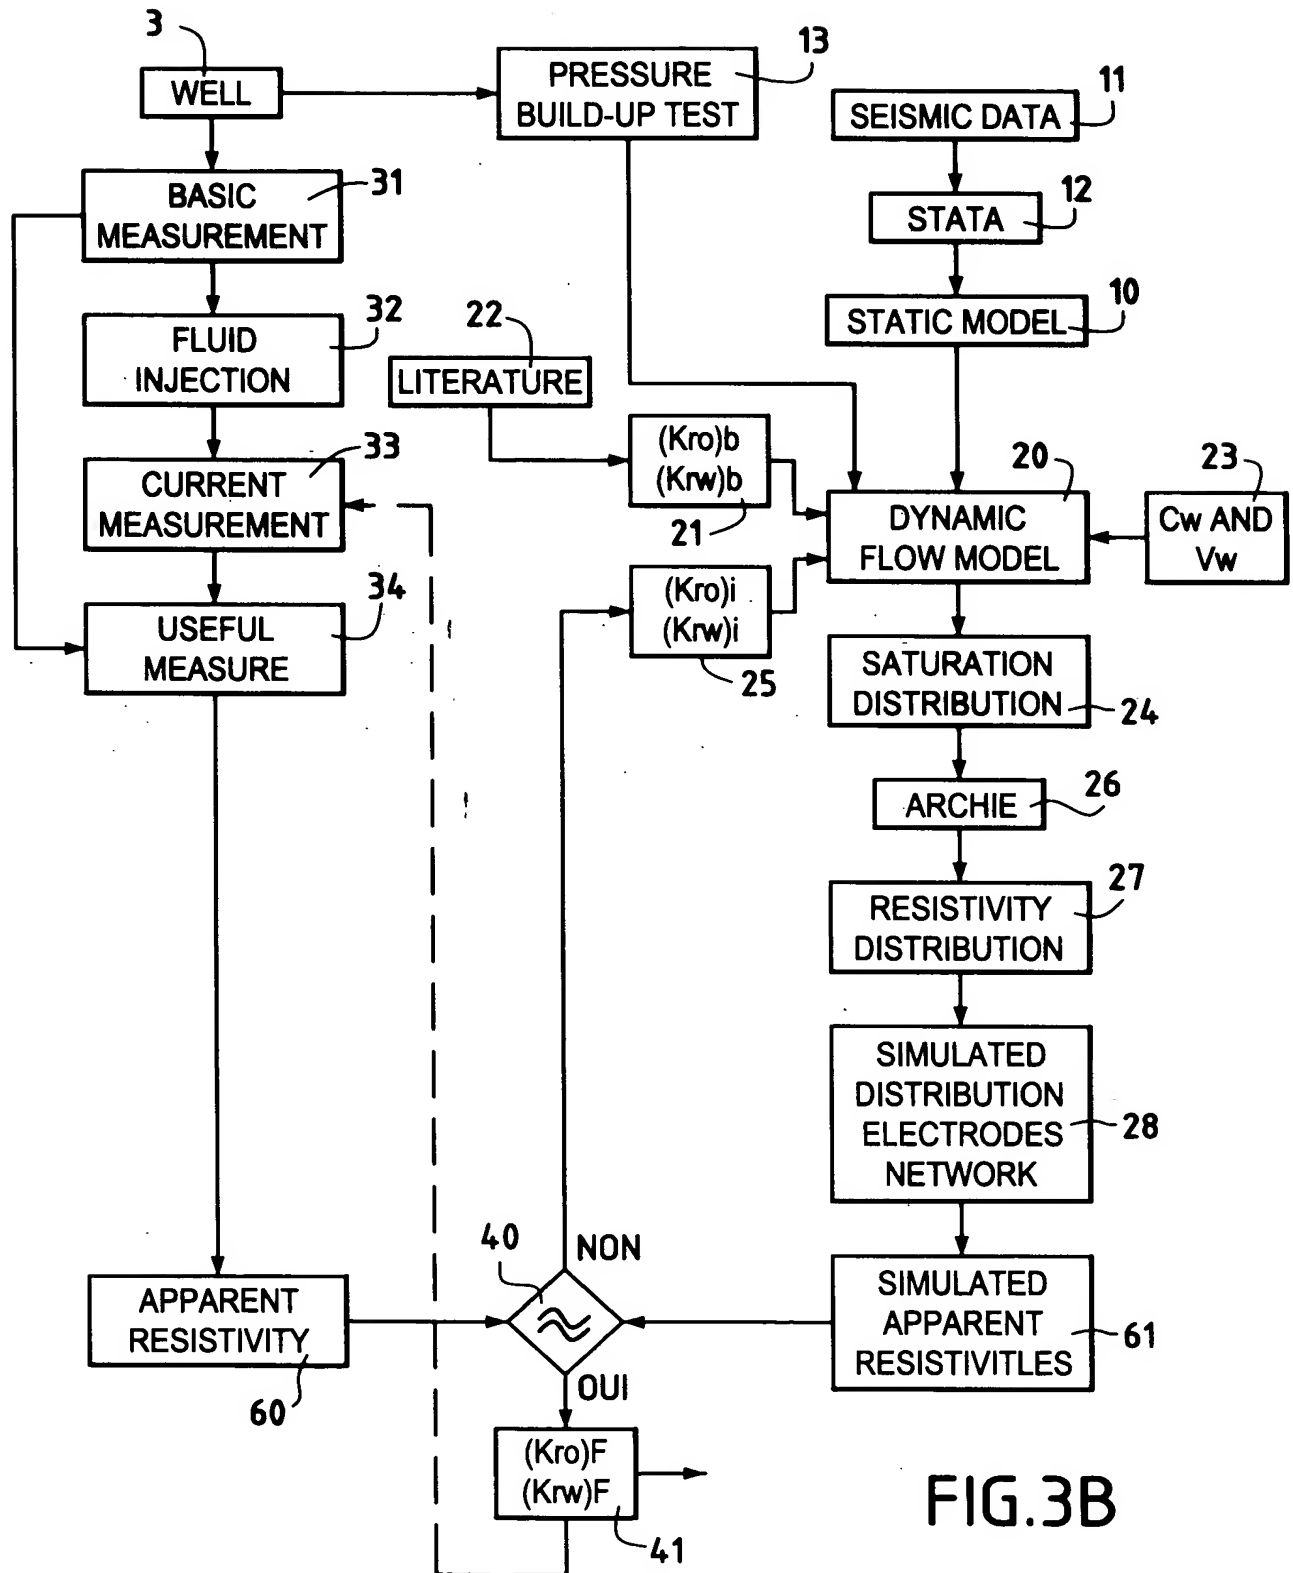 3
WELL
PRESSURE
BUILD-UP TEST
13
SEISMIC DATA
11
BASIC
MEASUREMENT
31
STATA
12
FLUID
INJECTION
32
STATIC MODEL
10
22
LITERATURE
(Kro)b
(Krw)b
21
CURRENT
MEASUREMENT
33
DYNAMIC
FLOW MODEL
20
23
Cw AND
Vw
(Kro)i
(Krw)i
25
USEFUL
MEASURE
34
SATURATION
DISTRIBUTION
24
ARCHIE
26
RESISTIVITY
DISTRIBUTION
27
SIMULATED
DISTRIBUTION
ELECTRODES
NETWORK
28
APPARENT
RESISTIVITY
60
40
NON
OUI
SIMULATED
APPARENT
RESISTIVITLES
61
(Kro)F
(Krw)F
41
FIG.3B